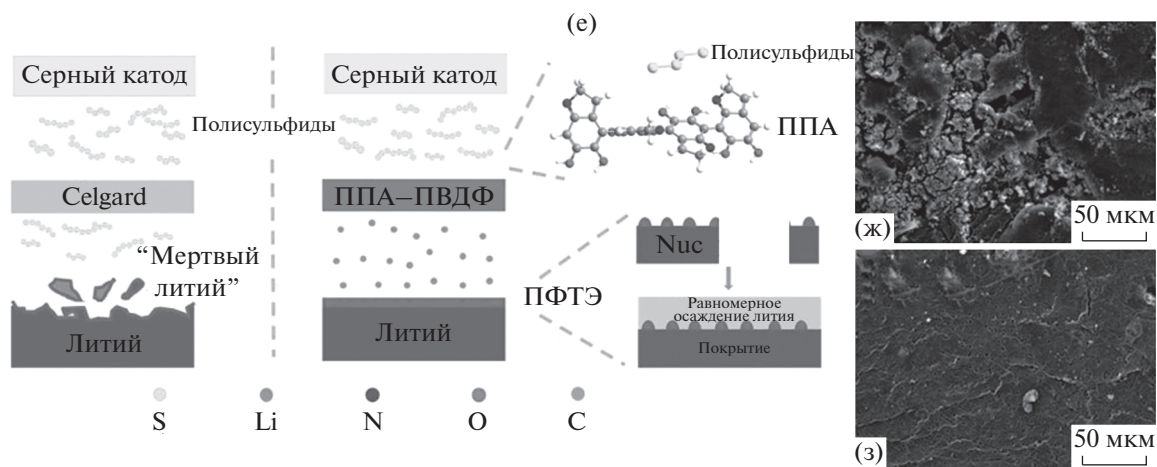 (е)
Серный катод
Полисульфиды
Celgard
“Мертвый
литий”
Литий
Серный катод
ППА–ПВДФ
Литий
Полисульфиды
ППА
ПФТЭ
Nuc
Равномерное
осаждение лития
Покрытие
S Li N O C
50 мкм
(ж)
50 мкм
(з)